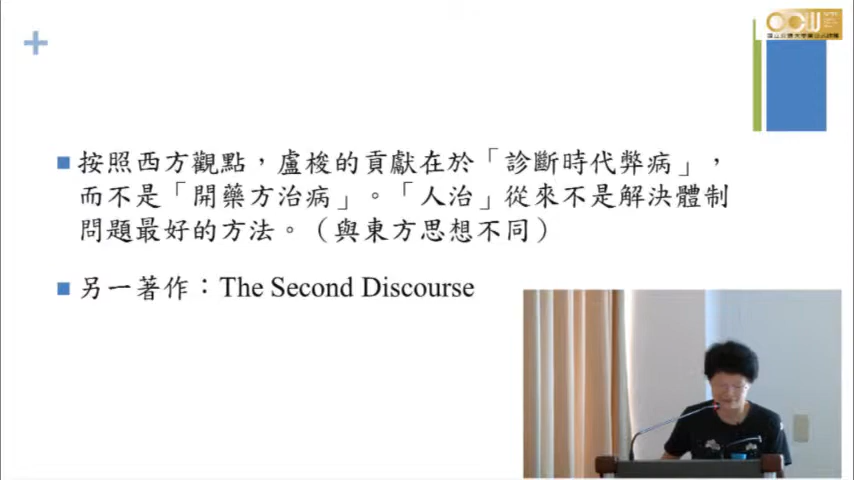 OCW
按照西方觀點，盧梭的貢獻在於「診斷時代弊病」，
而不是「開藥方治病」。「人治」從來不是解決體制
問題最好的方法。（與東方思想不同）
另一著作：The Second Discourse